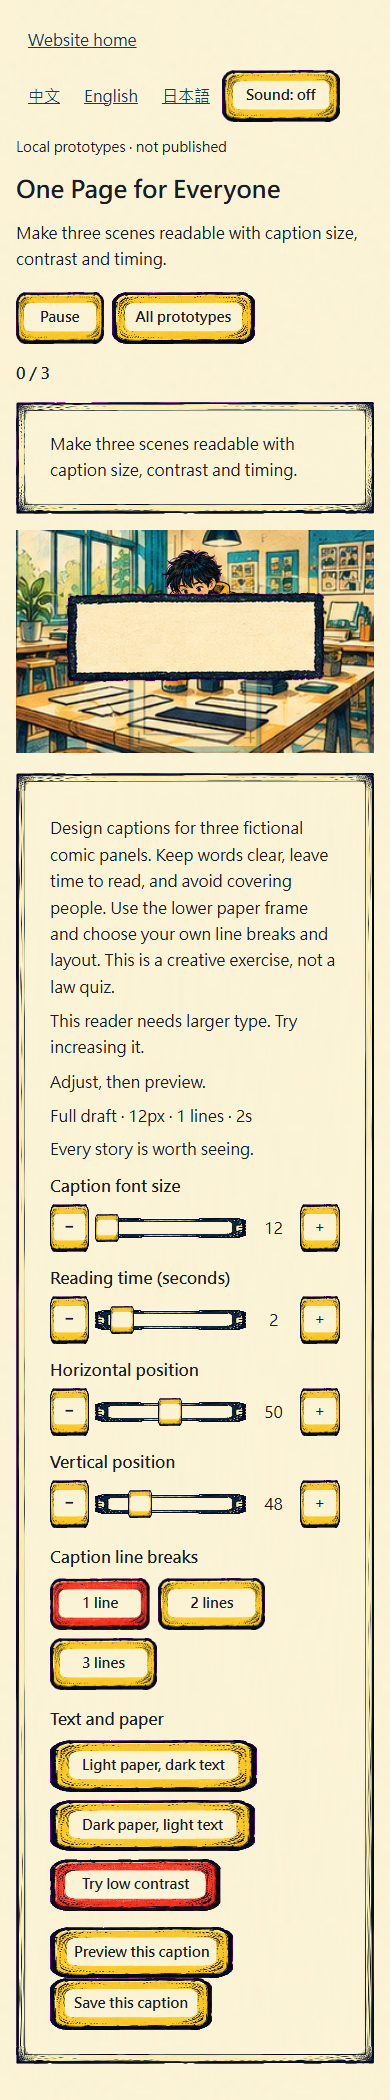 Website home
中文 English 日本語 Sound: off
Local prototypes · not published
One Page for Everyone
Make three scenes readable with caption size,
contrast and timing.
Pause All prototypes
0 / 3
Make three scenes readable with
caption size, contrast and timing.
Design captions for three fictional
comic panels. Keep words clear, leave
time to read, and avoid covering
people. Use the lower paper frame
and choose your own line breaks and
layout. This is a creative exercise, not a
law quiz.
This reader needs larger type. Try
increasing it.
Adjust, then preview.
Full draft · 12px · 1 lines · 2s
Every story is worth seeing.
Caption font size
− 12 +
Reading time (seconds)
− 2 +
Horizontal position
− 50 +
Vertical position
− 48 +
Caption line breaks
1 line 2 lines
3 lines
Text and paper
Light paper, dark text
Dark paper, light text
Try low contrast
Preview this caption
Save this caption